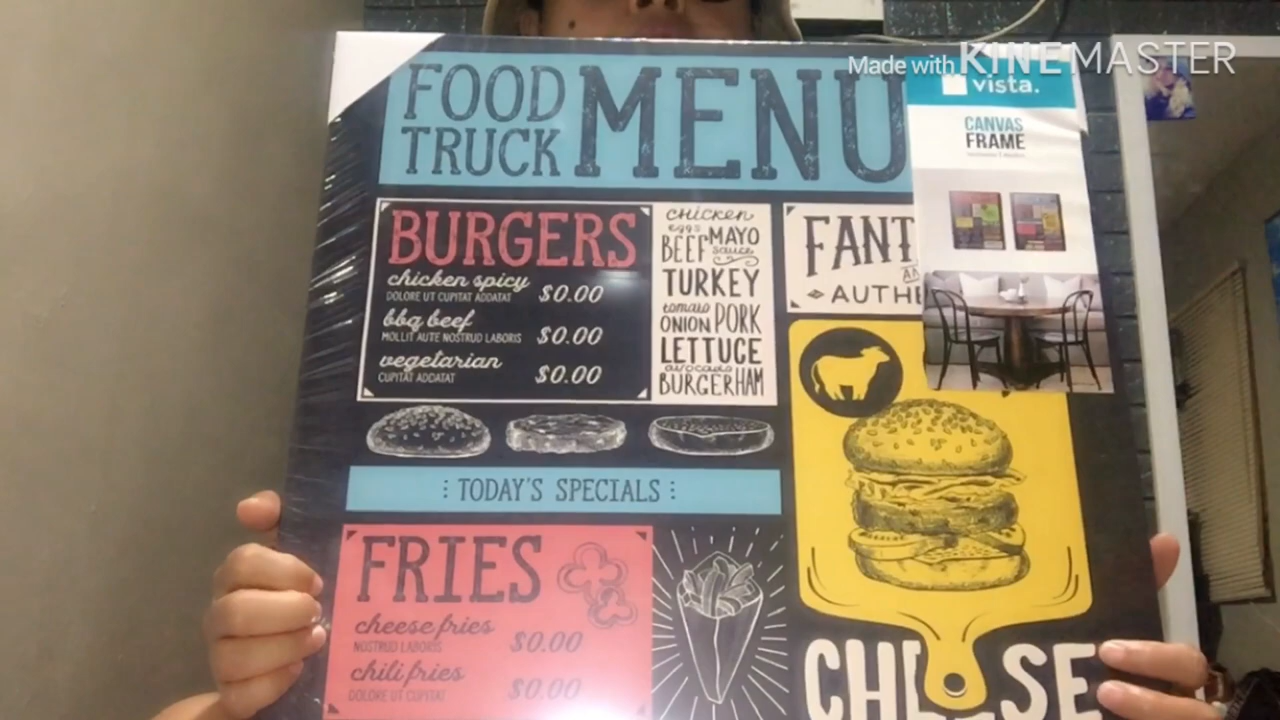 Made with KINEMASTER
FOOD
TRUCK
MENU
vista.
CANVAS
FRAME
BURGERS
chicken spicy
DOLORE UT CUPITAT ADDATAT
$0.00
bbq beef
MOLLIT AUTE NOSTRUD LABORIS
$0.00
vegetarian
CUPITAT ADDATAT
$0.00
chicken
eggs
BEEF MAYO
sauce
TURKEY
tomato
ONION PORK
LETTUCE
avocado
BURGER HAM
FANT
AUTHE
TODAY'S SPECIALS
FRIES
cheese fries
NOSTRUD LABORIS
$0.00
chili fries
DOLORE UT CUPITAT
$0.00
CHE SE